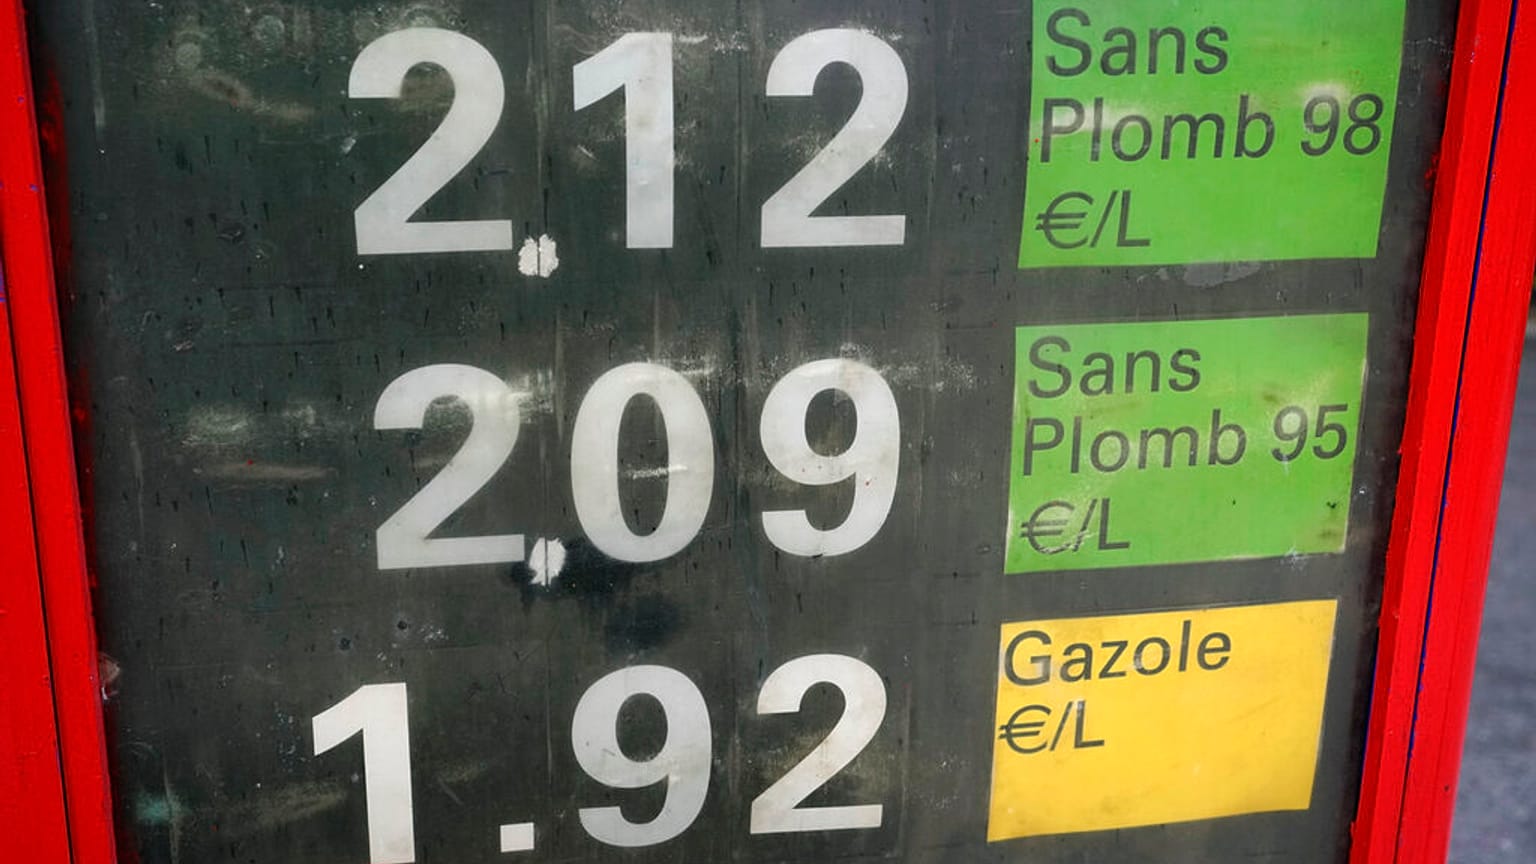 2.12
Sans
Plomb 98
€/L
2.09
Sans
Plomb 95
€/L
1.92
Gazole
€/L